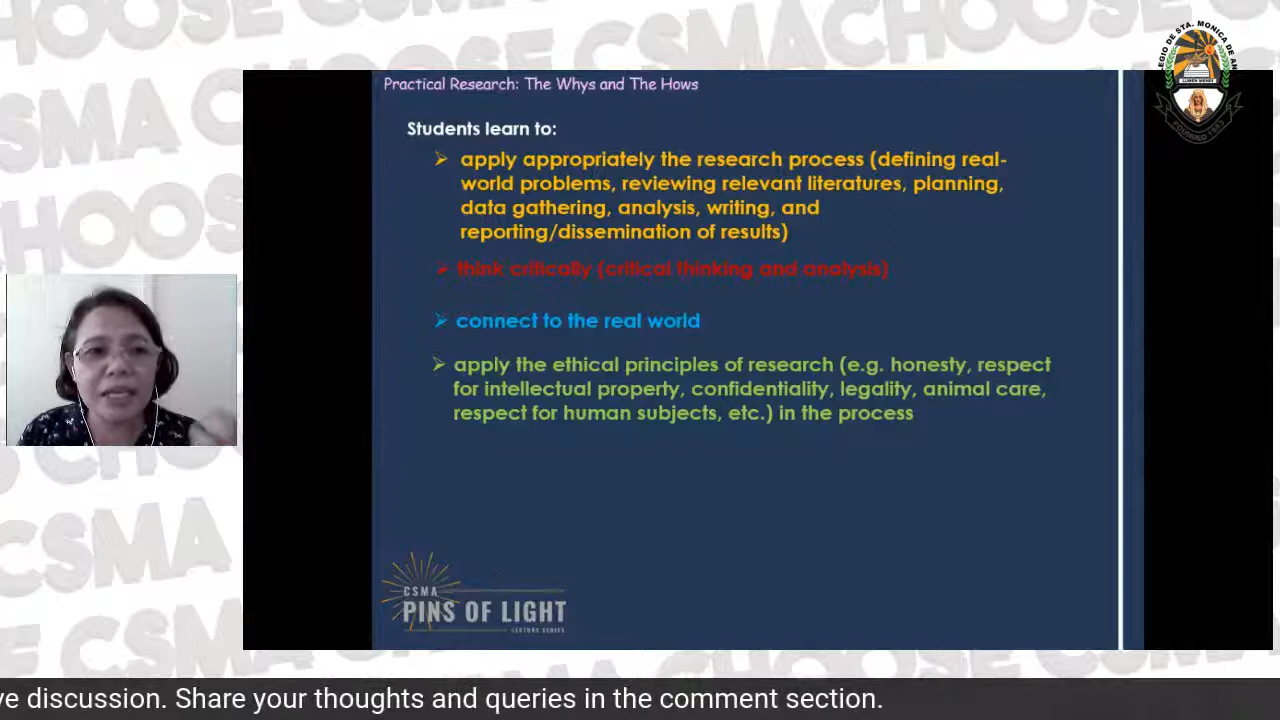 CSMACHOOSE
Practical Research: The Whys and The Hows
Students learn to:
➢ apply appropriately the research process (defining real-
world problems, reviewing relevant literatures, planning,
data gathering, analysis, writing, and
reporting/dissemination of results)
➢ think critically (critical thinking and analysis)
➢ connect to the real world
➢ apply the ethical principles of research (e.g. honesty, respect
for intellectual property, confidentiality, legality, animal care,
respect for human subjects, etc.) in the process
CSMA
PINS OF LIGHT
LECTURE SERIES
discussion. Share your thoughts and queries in the comment section.